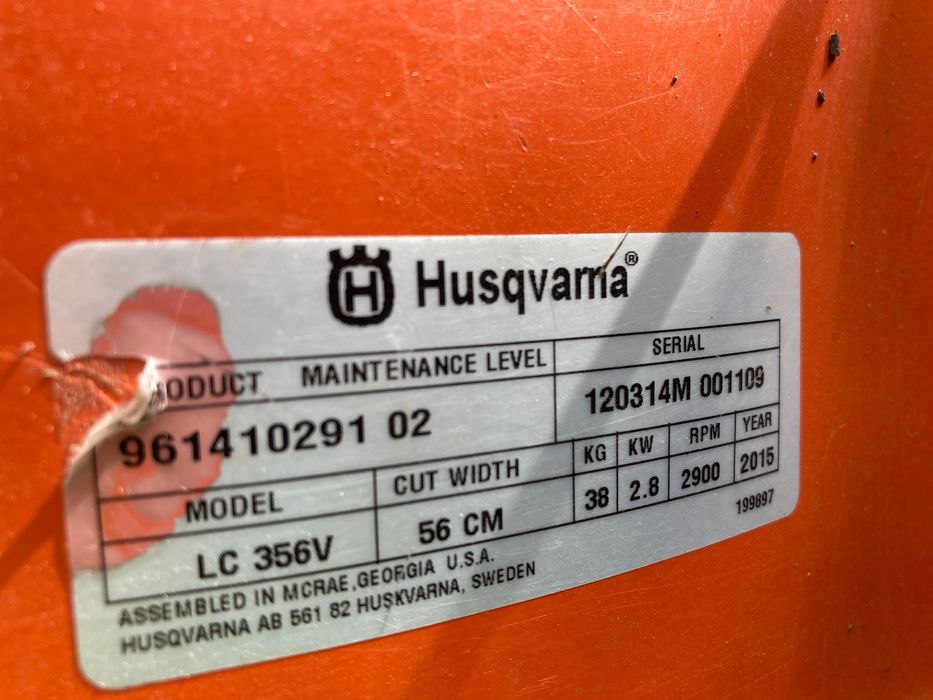 H Husqvarna®
PRODUCT MAINTENANCE LEVEL SERIAL
961410291 02 120314M 001109
MODEL CUT WIDTH KG KW RPM YEAR
LC 356V 56 CM 38 2.8 2900 2015
199897
ASSEMBLED IN MCRAE, GEORGIA U.S.A.
HUSQVARNA AB 561 82 HUSKVARNA, SWEDEN